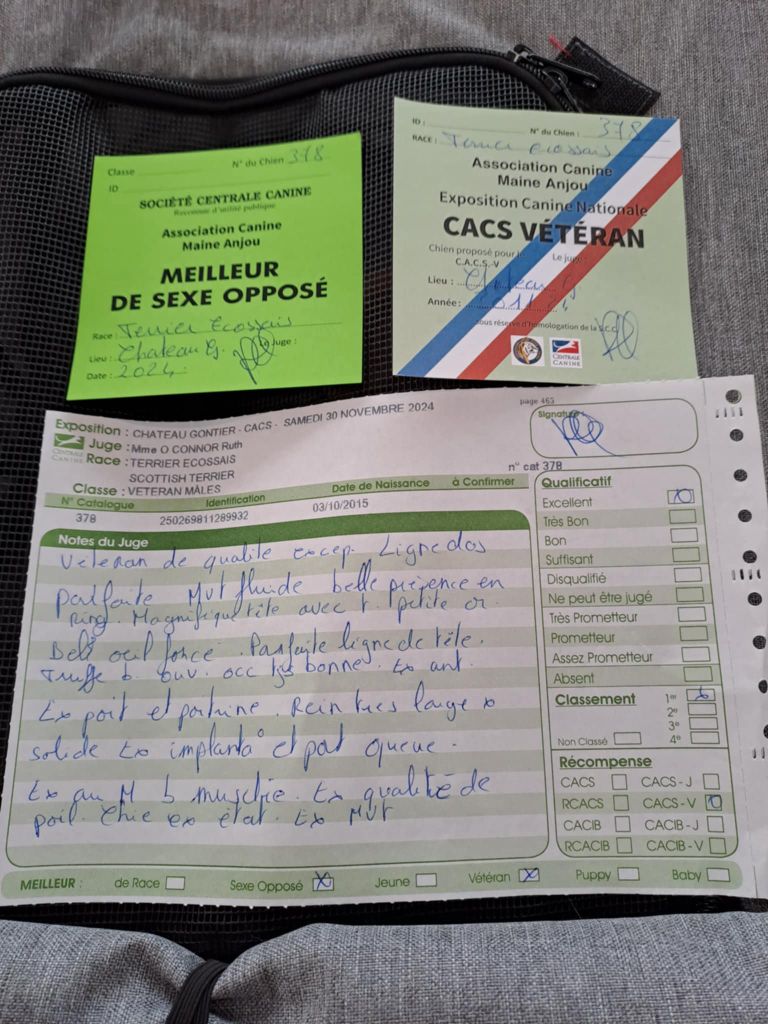 Classe N° du Chien 378
ID
SOCIÉTÉ CENTRALE CANINE
Reconnue d'utilité publique
Association Canine
Maine Anjou
MEILLEUR
DE SEXE OPPOSÉ
Race : Terrier Ecossais
Lieu : Chateau G. Le Juge :
Date : 2024
ID : N° du Chien : 378
RACE : Terrier Ecossais
Association Canine
Maine Anjou
Exposition Canine Nationale
CACS VÉTÉRAN
Chien proposé pour le Le juge :
C.A.C.S.-V
Lieu : Chateau G.
Année :
Sous réserve d'homologation de la S.C.C.
CENTRALE
CANINE
page 463
Exposition : CHATEAU GONTIER - CACS - SAMEDI 30 NOVEMBRE 2024
Signature
Juge : Mme O CONNOR Ruth
CENTRALE
CANINE
Race : TERRIER ECOSSAIS
SCOTTISH TERRIER
n° cat 378
Classe : VETERAN MÂLES
N° Catalogue Identification Date de Naissance à Confirmer
378 250269811289932 03/10/2015
Notes du Juge
Vétéran de qualité excep. Ligne dos
parfaite Mvt fluide belle présence en
ring. Magnifique tête avec t. petite or.
oeil foncé. Parfaite ligne de tête.
Truffe b. ouv. occ bonne. Ex ant.
Ex poit et poitrine. Rein très large
solide Ex implanta° et port queue.
Ex au M b musclé. Ex qualité de
poil. Ex état. Ex Mvt
Qualificatif
Excellent X
Très Bon
Bon
Suffisant
Disqualifié
Ne peut être jugé
Très Prometteur
Prometteur
Assez Prometteur
Absent
Classement 1er X
2e
3e
Non Classé 4e
Récompense
CACS CACS - J
RCACS CACS - V
CACIB CACIB - J
RCACIB CACIB - V
MEILLEUR : de Race Sexe Opposé X Jeune Vétéran X Puppy Baby